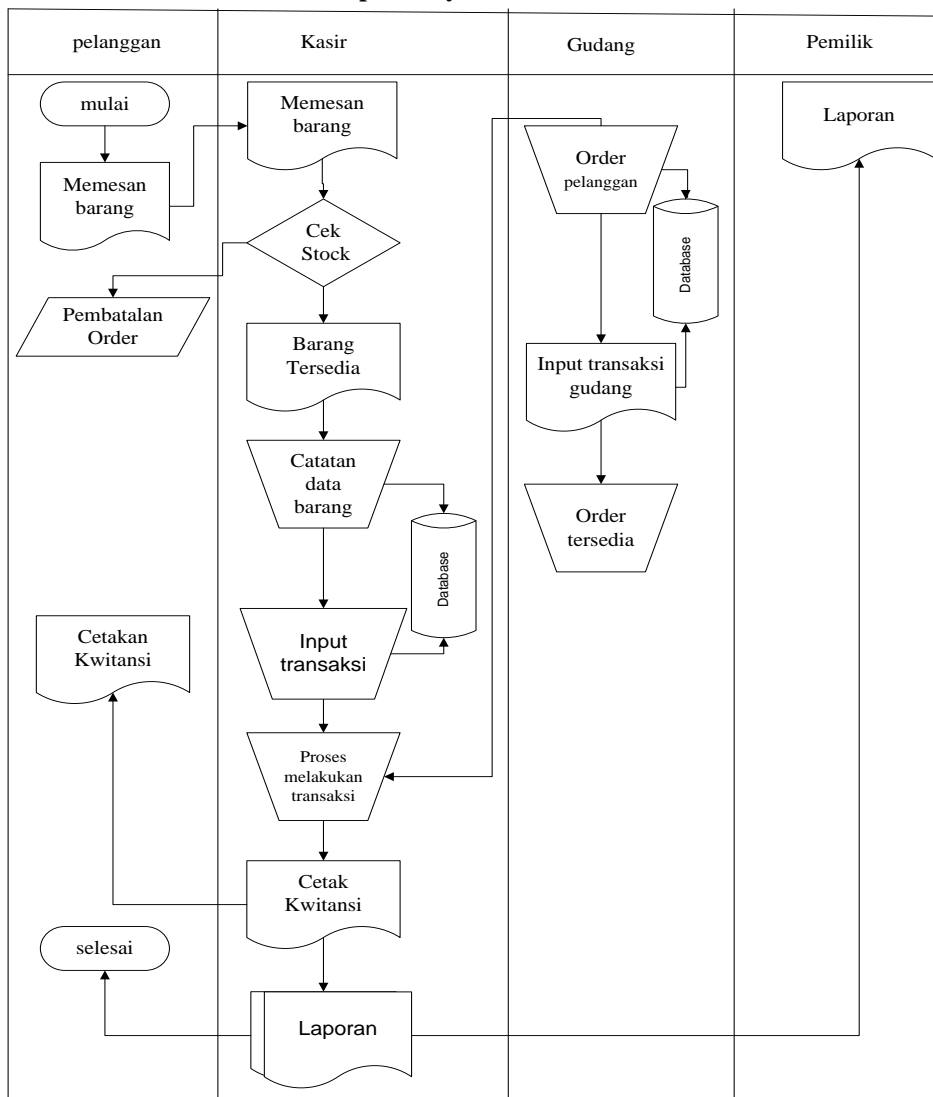 pelanggan
Kasir
Gudang
Pemilik
mulai
Memesan
barang
Memesan
barang
Cek
Stock
Pembatalan
Order
Barang
Tersedia
Catatan
data
barang
Database
Input
transaksi
Cetakan
Kwitansi
Proses
melakukan
transaksi
Cetak
Kwitansi
selesai
Laporan
Order
pelanggan
Database
Input transaksi
gudang
Order
tersedia
Laporan